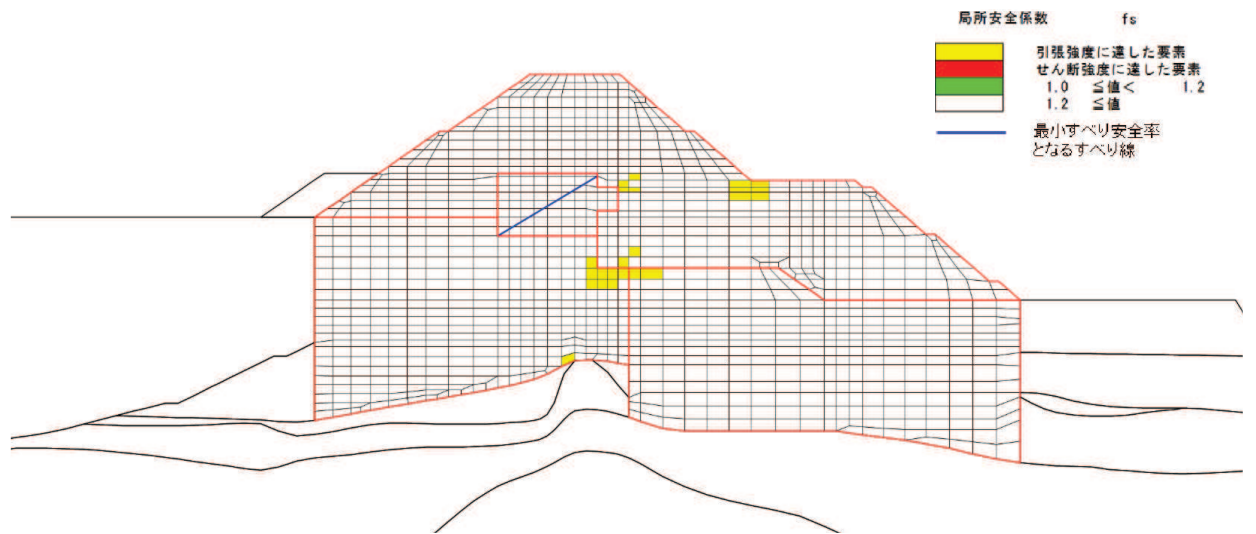 局所安全係数 fs
引張強度に達した要素
せん断強度に達した要素
1.0 ≦値< 1.2
1.2 ≦値
最小すべり安全率
となるすべり線